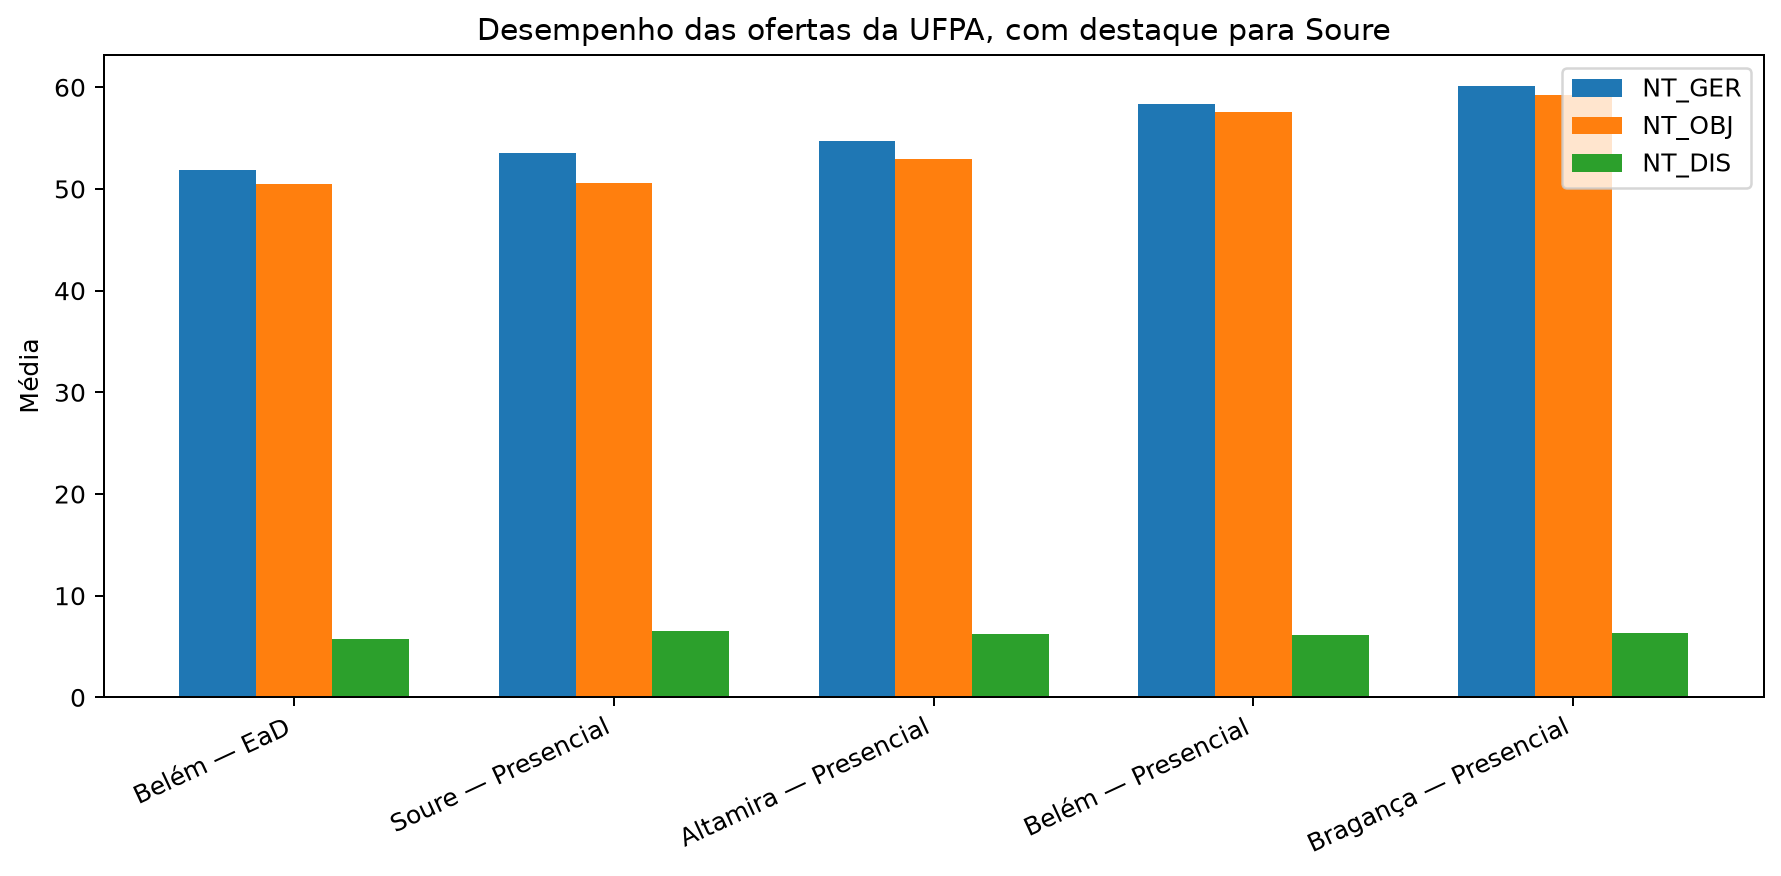 Desempenho das ofertas da UFPA, com destaque para Soure
NT_GER
NT_OBJ
NT_DIS
Média
60
50
40
30
20
10
0
Belém — EaD
Soure — Presencial
Altamira — Presencial
Belém — Presencial
Bragança — Presencial